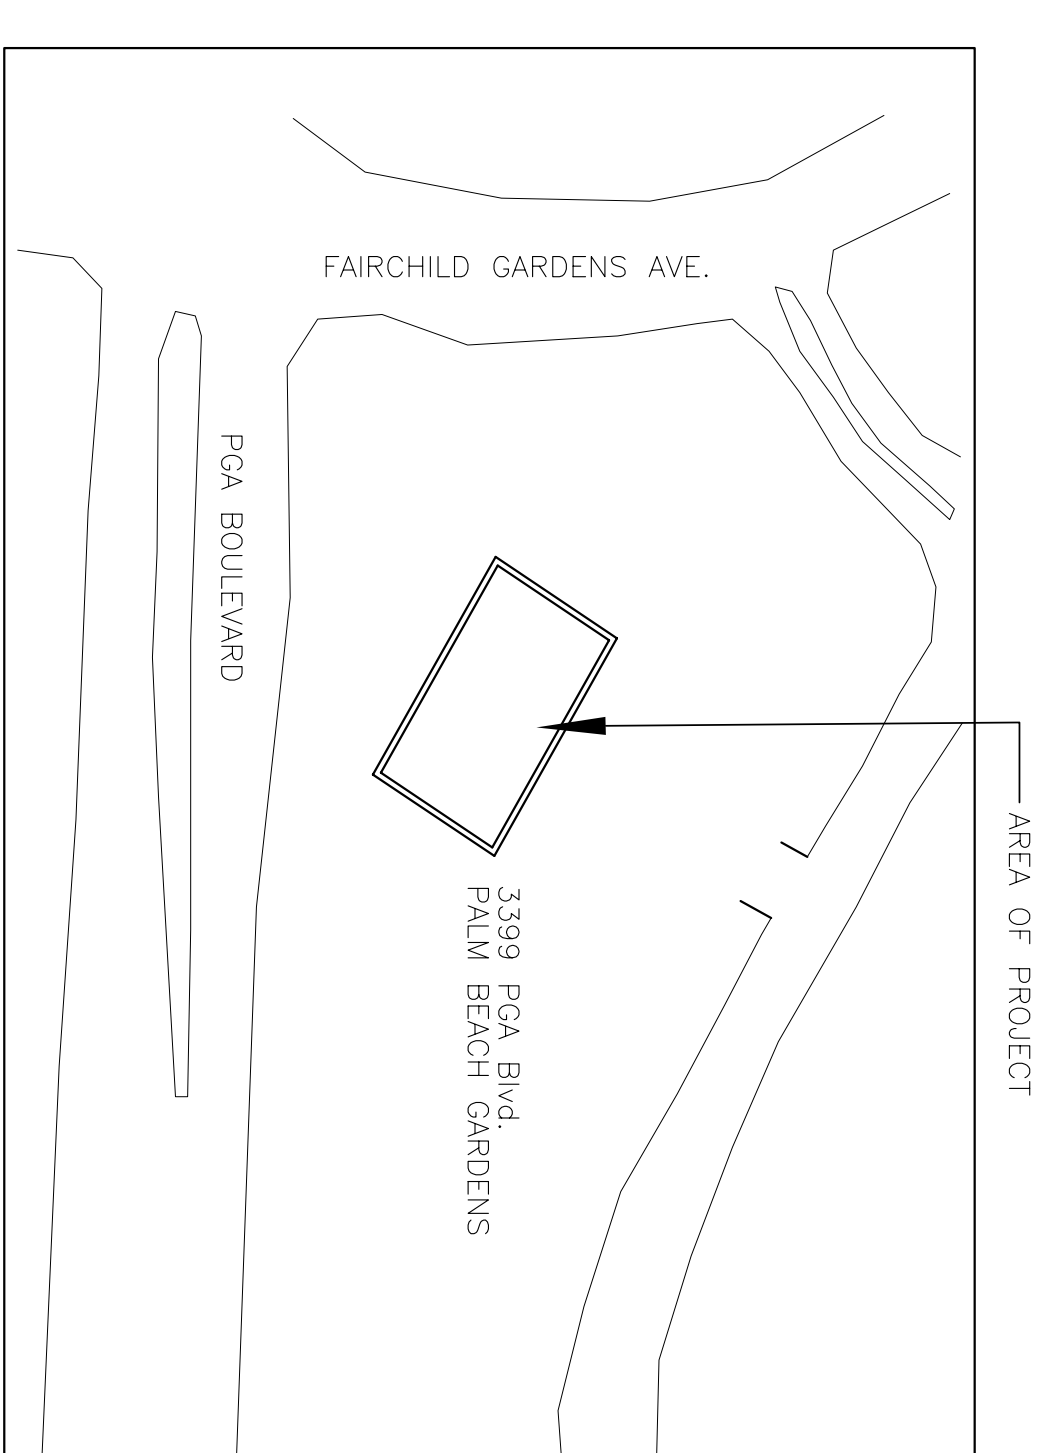 FAIRCHILD GARDENS AVE.
PGA BOULEVARD
3399 PGA Blvd.
PALM BEACH GARDENS
AREA OF PROJECT